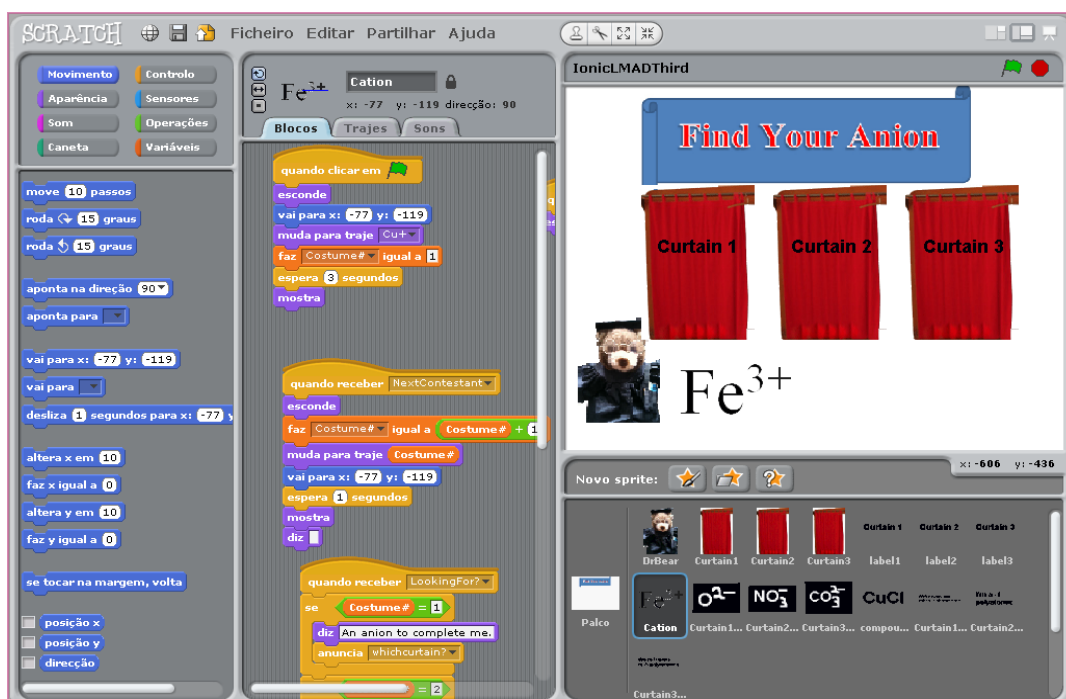 SCRATCH Ficheiro Editar Partilhar Ajuda
Movimento Controlo
Aparência Sensores
Som Operações
Caneta Variáveis
move 10 passos
roda 15 graus
roda 15 graus
aponta na direção 90
aponta para
vai para x: -77 y: -119
vai para
desliza 1 segundos para x: -77 y
altera x em 10
faz x igual a 0
altera y em 10
faz y igual a 0
se tocar na margem, volta
posição x
posição y
direcção
Fe3+
Cation
x: -77 y: -119 direcção: 90
Blocos Trajes Sons
quando clicar em
esconde
vai para x: -77 y: -119
muda para traje Cu+
faz Costume# igual a 1
espera 3 segundos
mostra
quando receber NextContestant
esconde
faz Costume# igual a Costume# + 1
muda para traje Costume#
vai para x: -77 y: -119
espera 1 segundos
mostra
diz
quando receber LookingFor?
se Costume# = 1
diz An anion to complete me.
anuncia whichcurtain?
Costume# = 2
IonicLMADThird
Find Your Anion
Curtain 1 Curtain 2 Curtain 3
Fe3+
x: -606 y: -436
Novo sprite:
Curtain 1 Curtain 2 Curtain 3
DrBear Curtain1 Curtain2 Curtain3 label1 label2 label3
Fe3+ O2− NO3− CO32− CuCl
Palco Cation Curtain1... Curtain2... Curtain3... compou... Curtain1... Curtain2...
Curtain3...